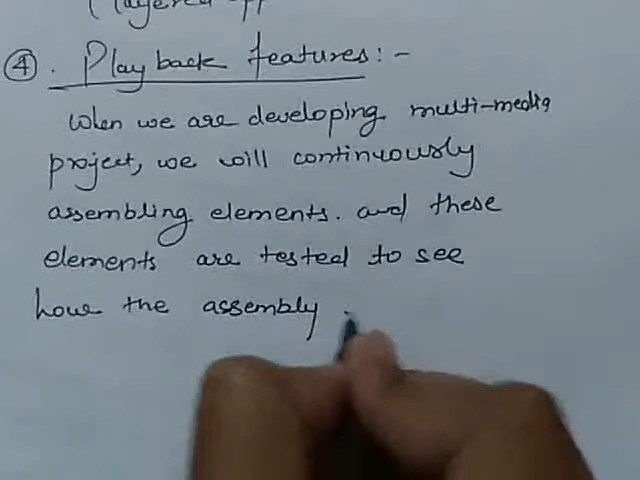 (layered
④. Play back features:-
When we are developing multi-media
project, we will continuously
assembling elements. and these
elements are tested to see
how the assembly